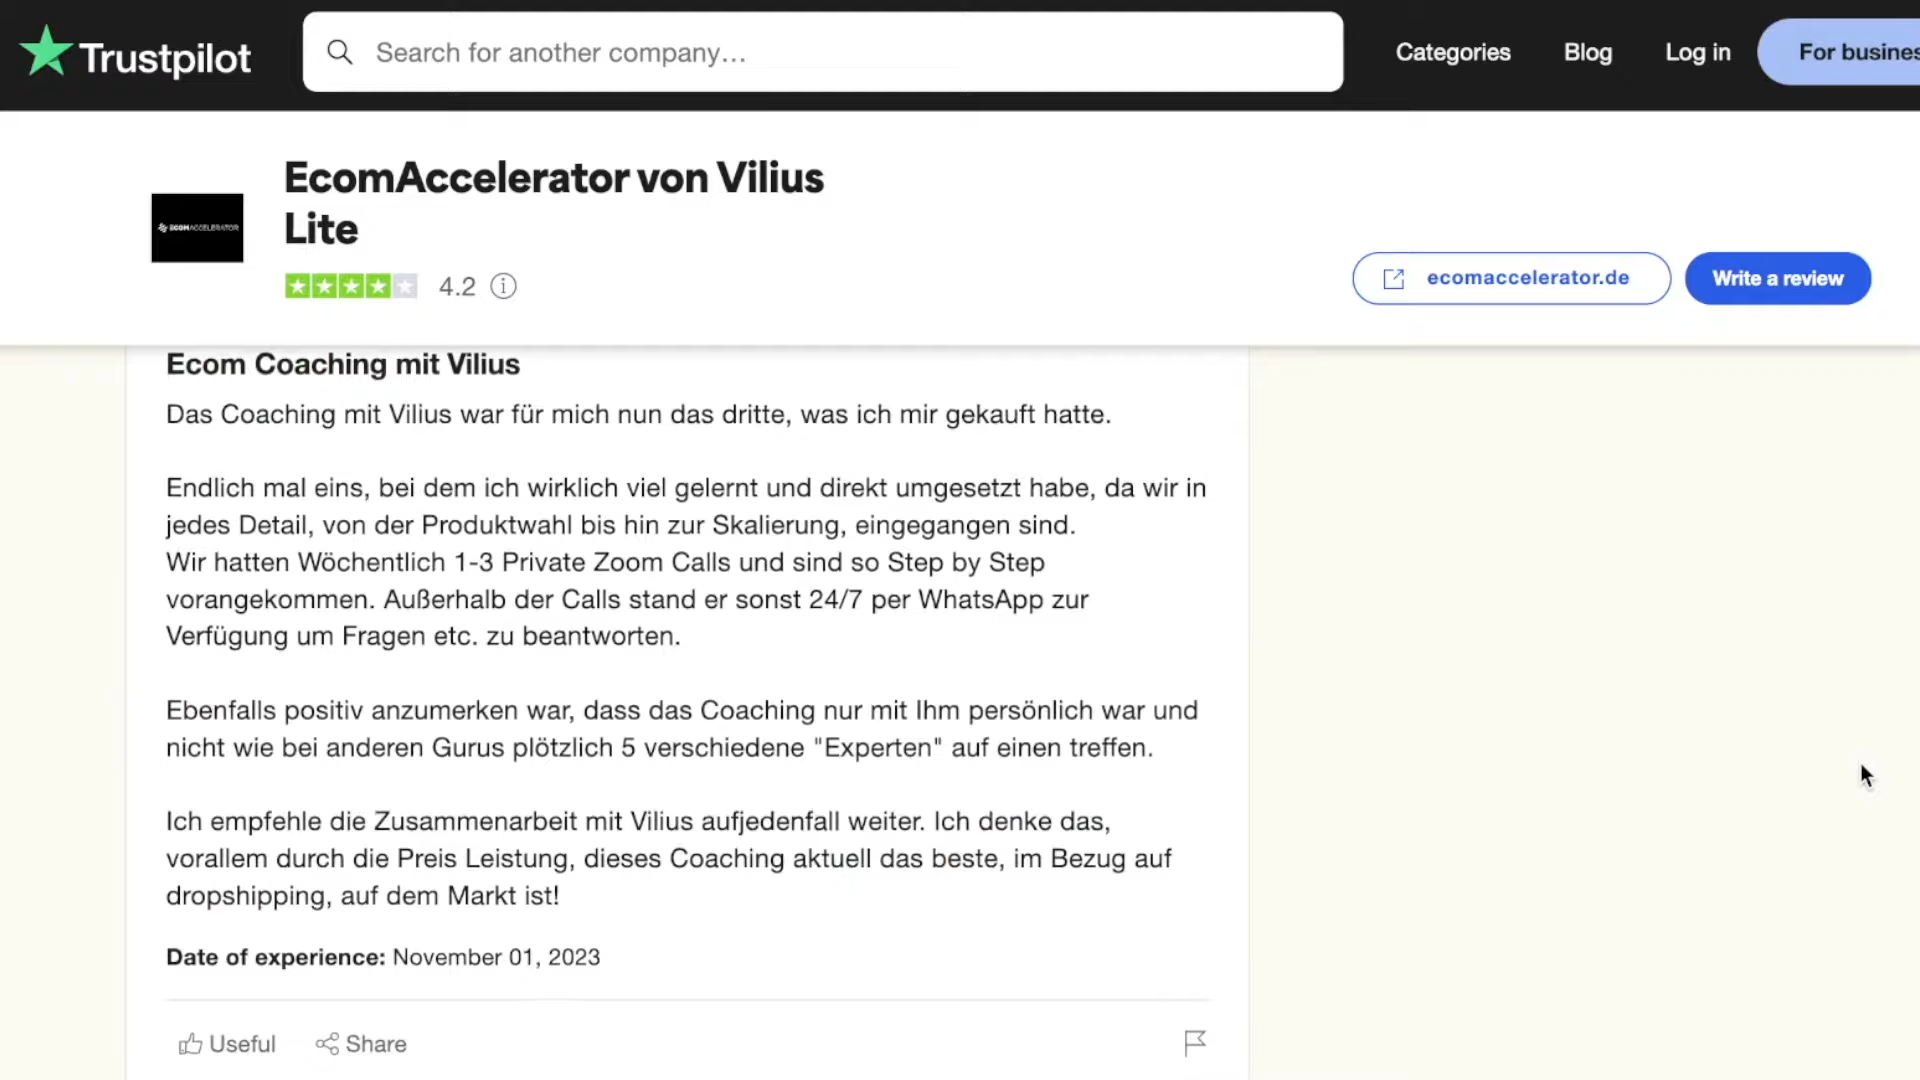 Trustpilot
Search for another company…
Categories
Blog
Log in
For busines
EcomAccelerator von Vilius
Lite
ECOMACCELERATOR
4.2
ecomaccelerator.de
Write a review
Ecom Coaching mit Vilius
Das Coaching mit Vilius war für mich nun das dritte, was ich mir gekauft hatte.
Endlich mal eins, bei dem ich wirklich viel gelernt und direkt umgesetzt habe, da wir in
jedes Detail, von der Produktwahl bis hin zur Skalierung, eingegangen sind.
Wir hatten Wöchentlich 1-3 Private Zoom Calls und sind so Step by Step
vorangekommen. Außerhalb der Calls stand er sonst 24/7 per WhatsApp zur
Verfügung um Fragen etc. zu beantworten.
Ebenfalls positiv anzumerken war, dass das Coaching nur mit Ihm persönlich war und
nicht wie bei anderen Gurus plötzlich 5 verschiedene "Experten" auf einen treffen.
Ich empfehle die Zusammenarbeit mit Vilius aufjedenfall weiter. Ich denke das,
vorallem durch die Preis Leistung, dieses Coaching aktuell das beste, im Bezug auf
dropshipping, auf dem Markt ist!
Date of experience: November 01, 2023
Useful
Share